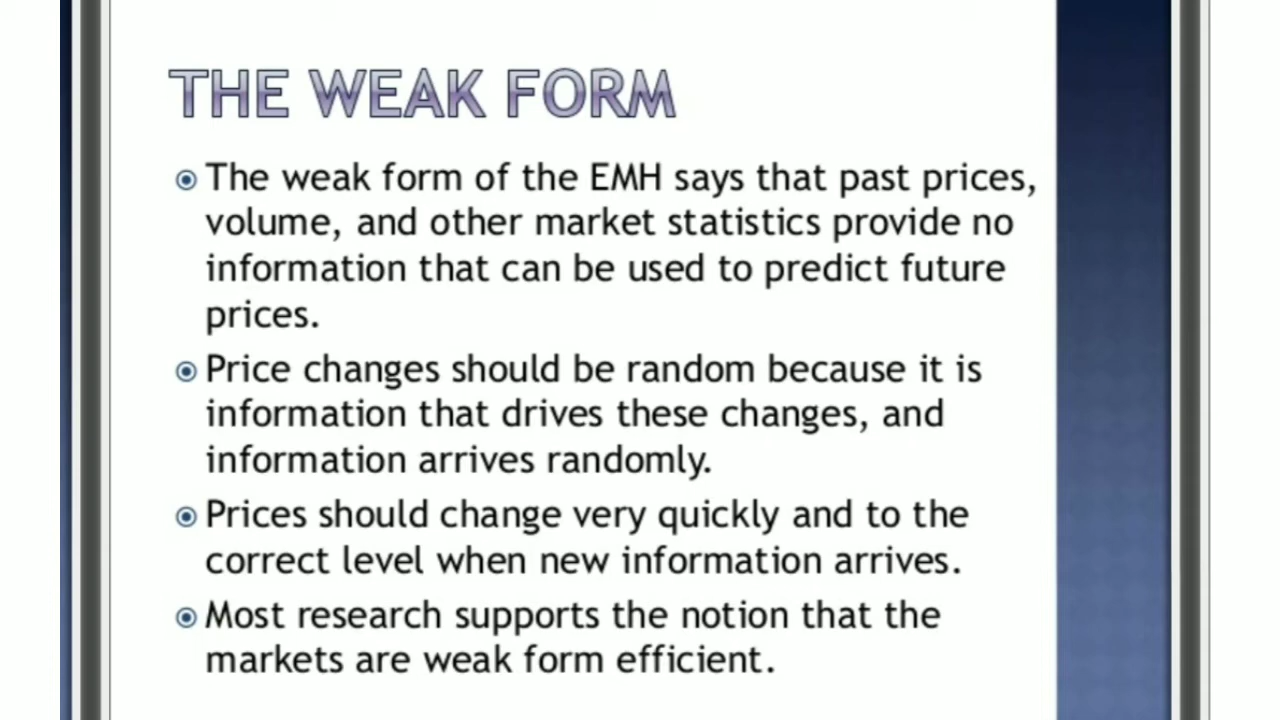 THE WEAK FORM
The weak form of the EMH says that past prices,
volume, and other market statistics provide no
information that can be used to predict future
prices.
Price changes should be random because it is
information that drives these changes, and
information arrives randomly.
Prices should change very quickly and to the
correct level when new information arrives.
Most research supports the notion that the
markets are weak form efficient.